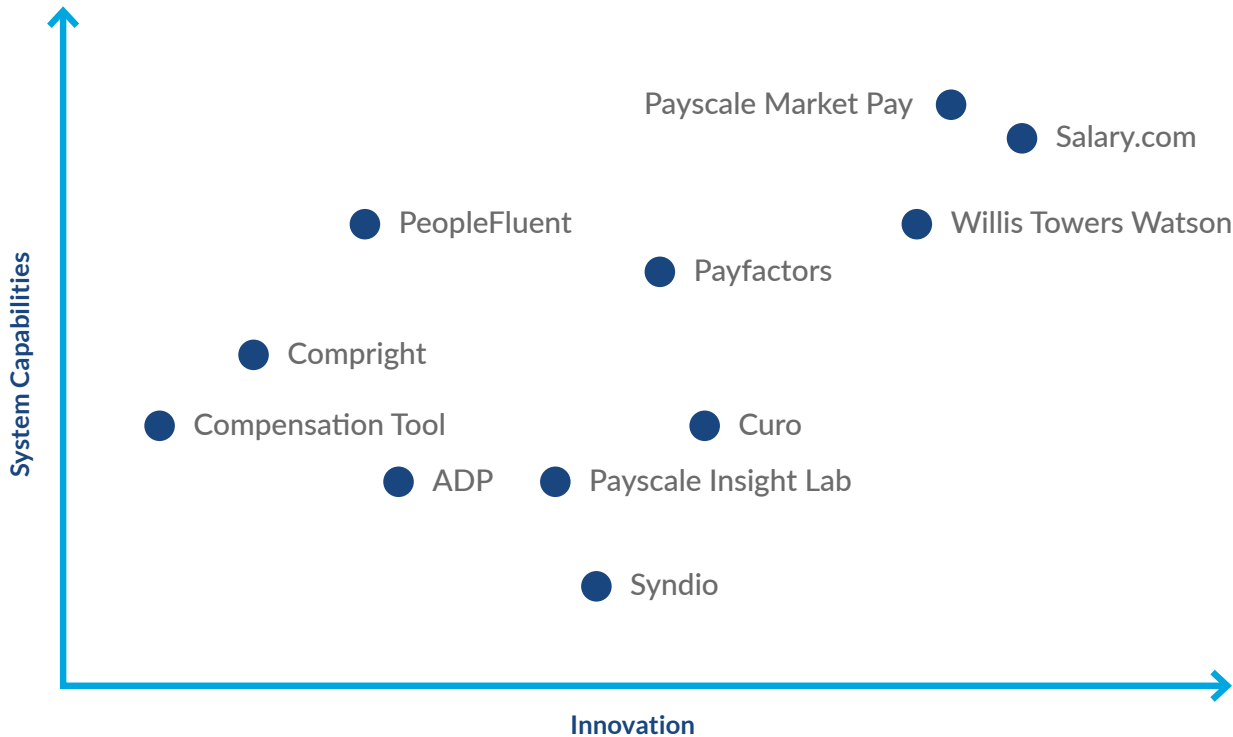 Payscale Market Pay
Salary.com
PeopleFluent
Willis Towers Watson
Payfactors
System Capabilities
Compright
Compensation Tool
Curo
ADP
Payscale Insight Lab
Syndio
Innovation